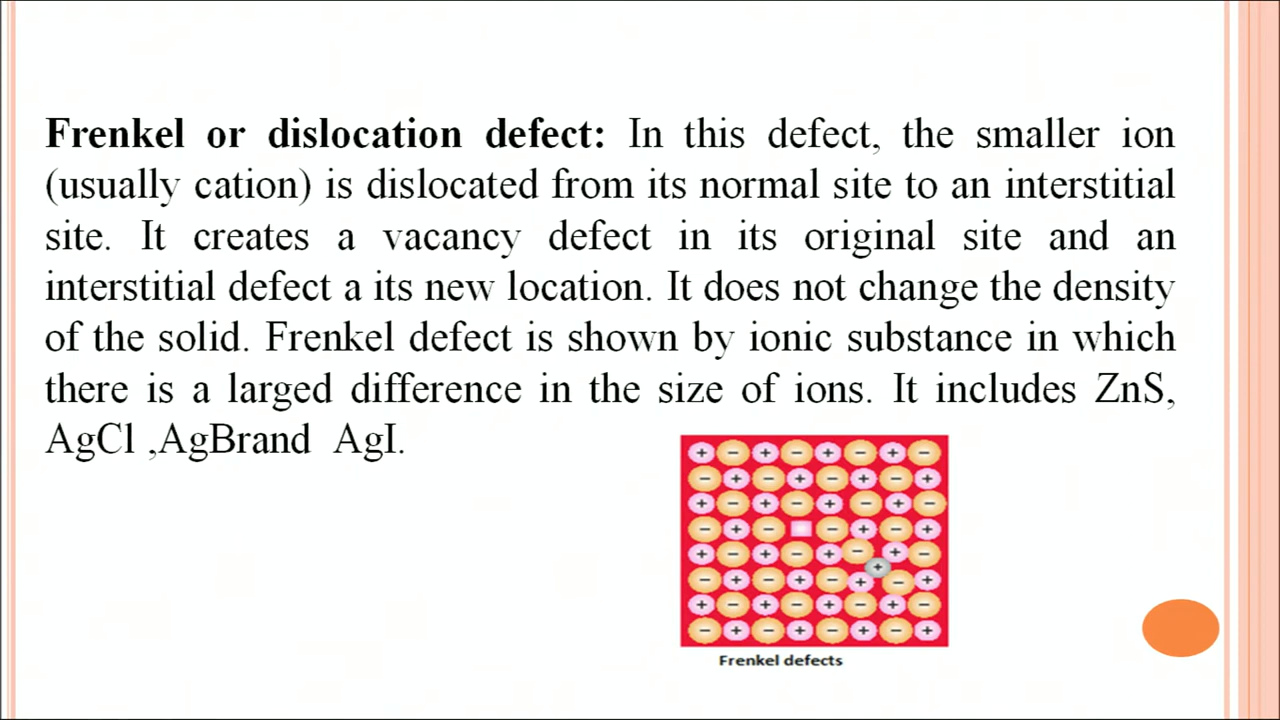 Frenkel or dislocation defect: In this defect, the smaller ion
(usually cation) is dislocated from its normal site to an interstitial
site. It creates a vacancy defect in its original site and an
interstitial defect a its new location. It does not change the density
of the solid. Frenkel defect is shown by ionic substance in which
there is a larged difference in the size of ions. It includes ZnS,
AgCl ,AgBrand AgI.
+ − + − + − + −
− + − + − + − +
+ − + − + − + −
− + − − + − +
+ − + − + − + −
+
− + − + − + − +
+ − + − + − + −
− + − + − + − +
Frenkel defects